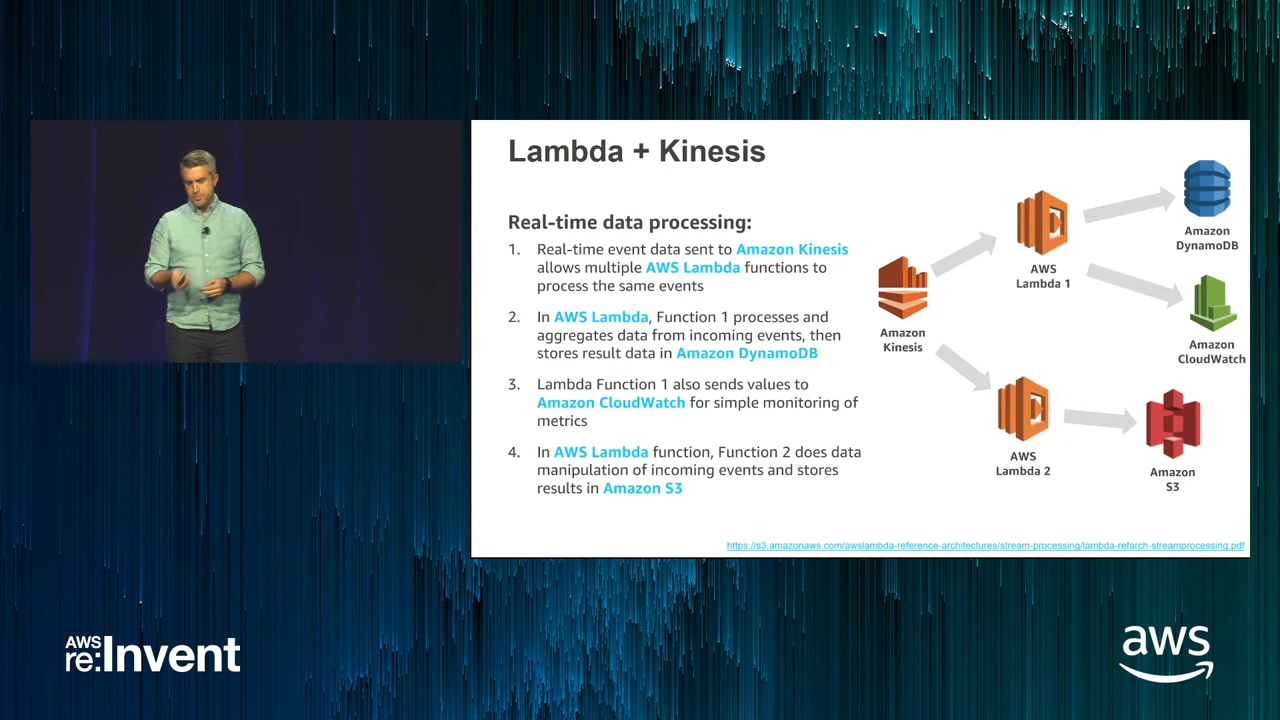 Lambda + Kinesis
Real-time data processing:
1. Real-time event data sent to Amazon Kinesis
allows multiple AWS Lambda functions to
process the same events
2. In AWS Lambda, Function 1 processes and
aggregates data from incoming events, then
stores result data in Amazon DynamoDB
3. Lambda Function 1 also sends values to
Amazon CloudWatch for simple monitoring of
metrics
4. In AWS Lambda function, Function 2 does data
manipulation of incoming events and stores
results in Amazon S3
Amazon
Kinesis
AWS
Lambda 1
Amazon
DynamoDB
Amazon
CloudWatch
AWS
Lambda 2
Amazon
S3
https://s3.amazonaws.com/awslambda-reference-architectures/stream-processing/lambda-refarch-streamprocessing.pdf
AWS
re:Invent
aws